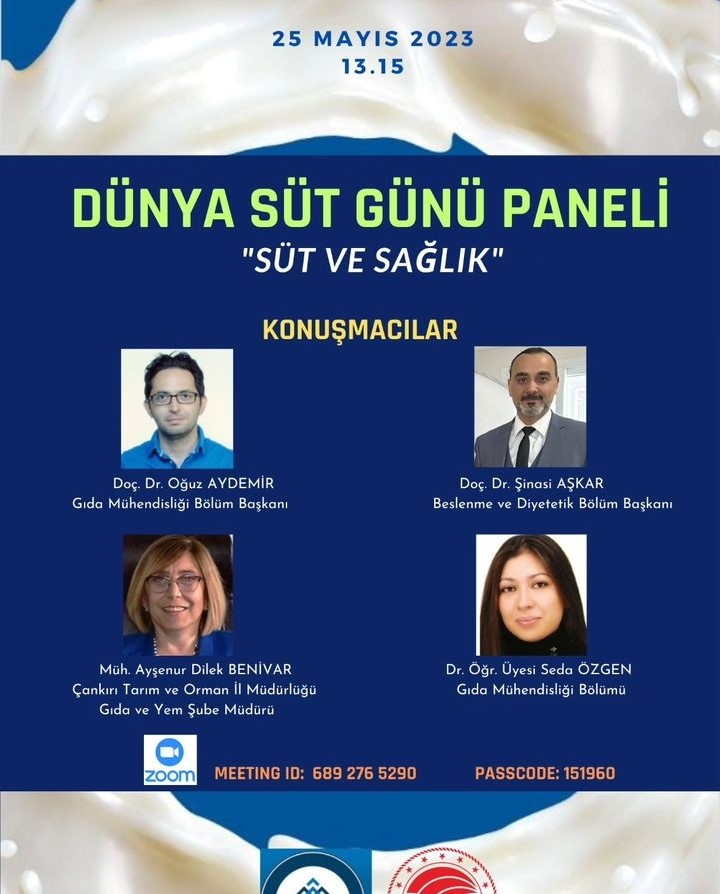 25 MAYIS 2023
13.15
DÜNYA SÜT GÜNÜ PANELİ
"SÜT VE SAĞLIK"
KONUŞMACILAR
Doç. Dr. Oğuz AYDEMİR
Gıda Mühendisliği Bölüm Başkanı
Doç. Dr. Şinasi AŞKAR
Beslenme ve Diyetetik Bölüm Başkanı
Müh. Ayşenur Dilek BENİVAR
Çankırı Tarım ve Orman İl Müdürlüğü
Gıda ve Yem Şube Müdürü
Dr. Öğr. Üyesi Seda ÖZGEN
Gıda Mühendisliği Bölümü
zoom
MEETING ID: 689 276 5290
PASSCODE: 151960